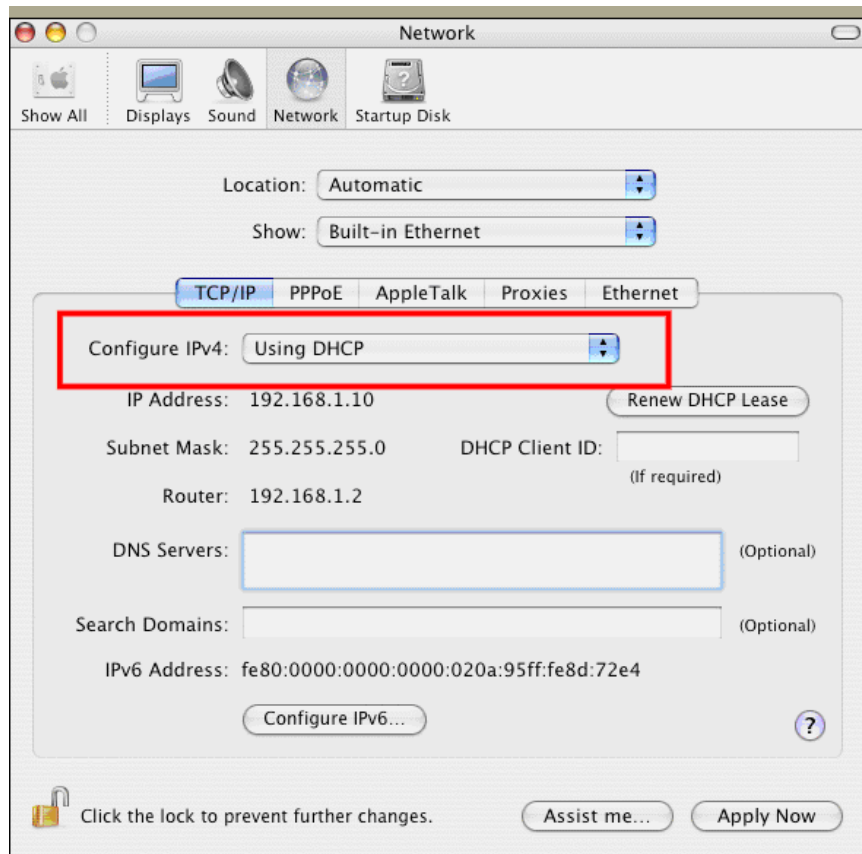 Network
Show All Displays Sound Network Startup Disk
Location: Automatic
Show: Built-in Ethernet
TCP/IP PPPoE AppleTalk Proxies Ethernet
Configure IPv4: Using DHCP
IP Address: 192.168.1.10 Renew DHCP Lease
Subnet Mask: 255.255.255.0 DHCP Client ID:
(If required)
Router: 192.168.1.2
DNS Servers: (Optional)
Search Domains: (Optional)
IPv6 Address: fe80:0000:0000:0000:020a:95ff:fe8d:72e4
Configure IPv6...
?
Click the lock to prevent further changes. Assist me... Apply Now